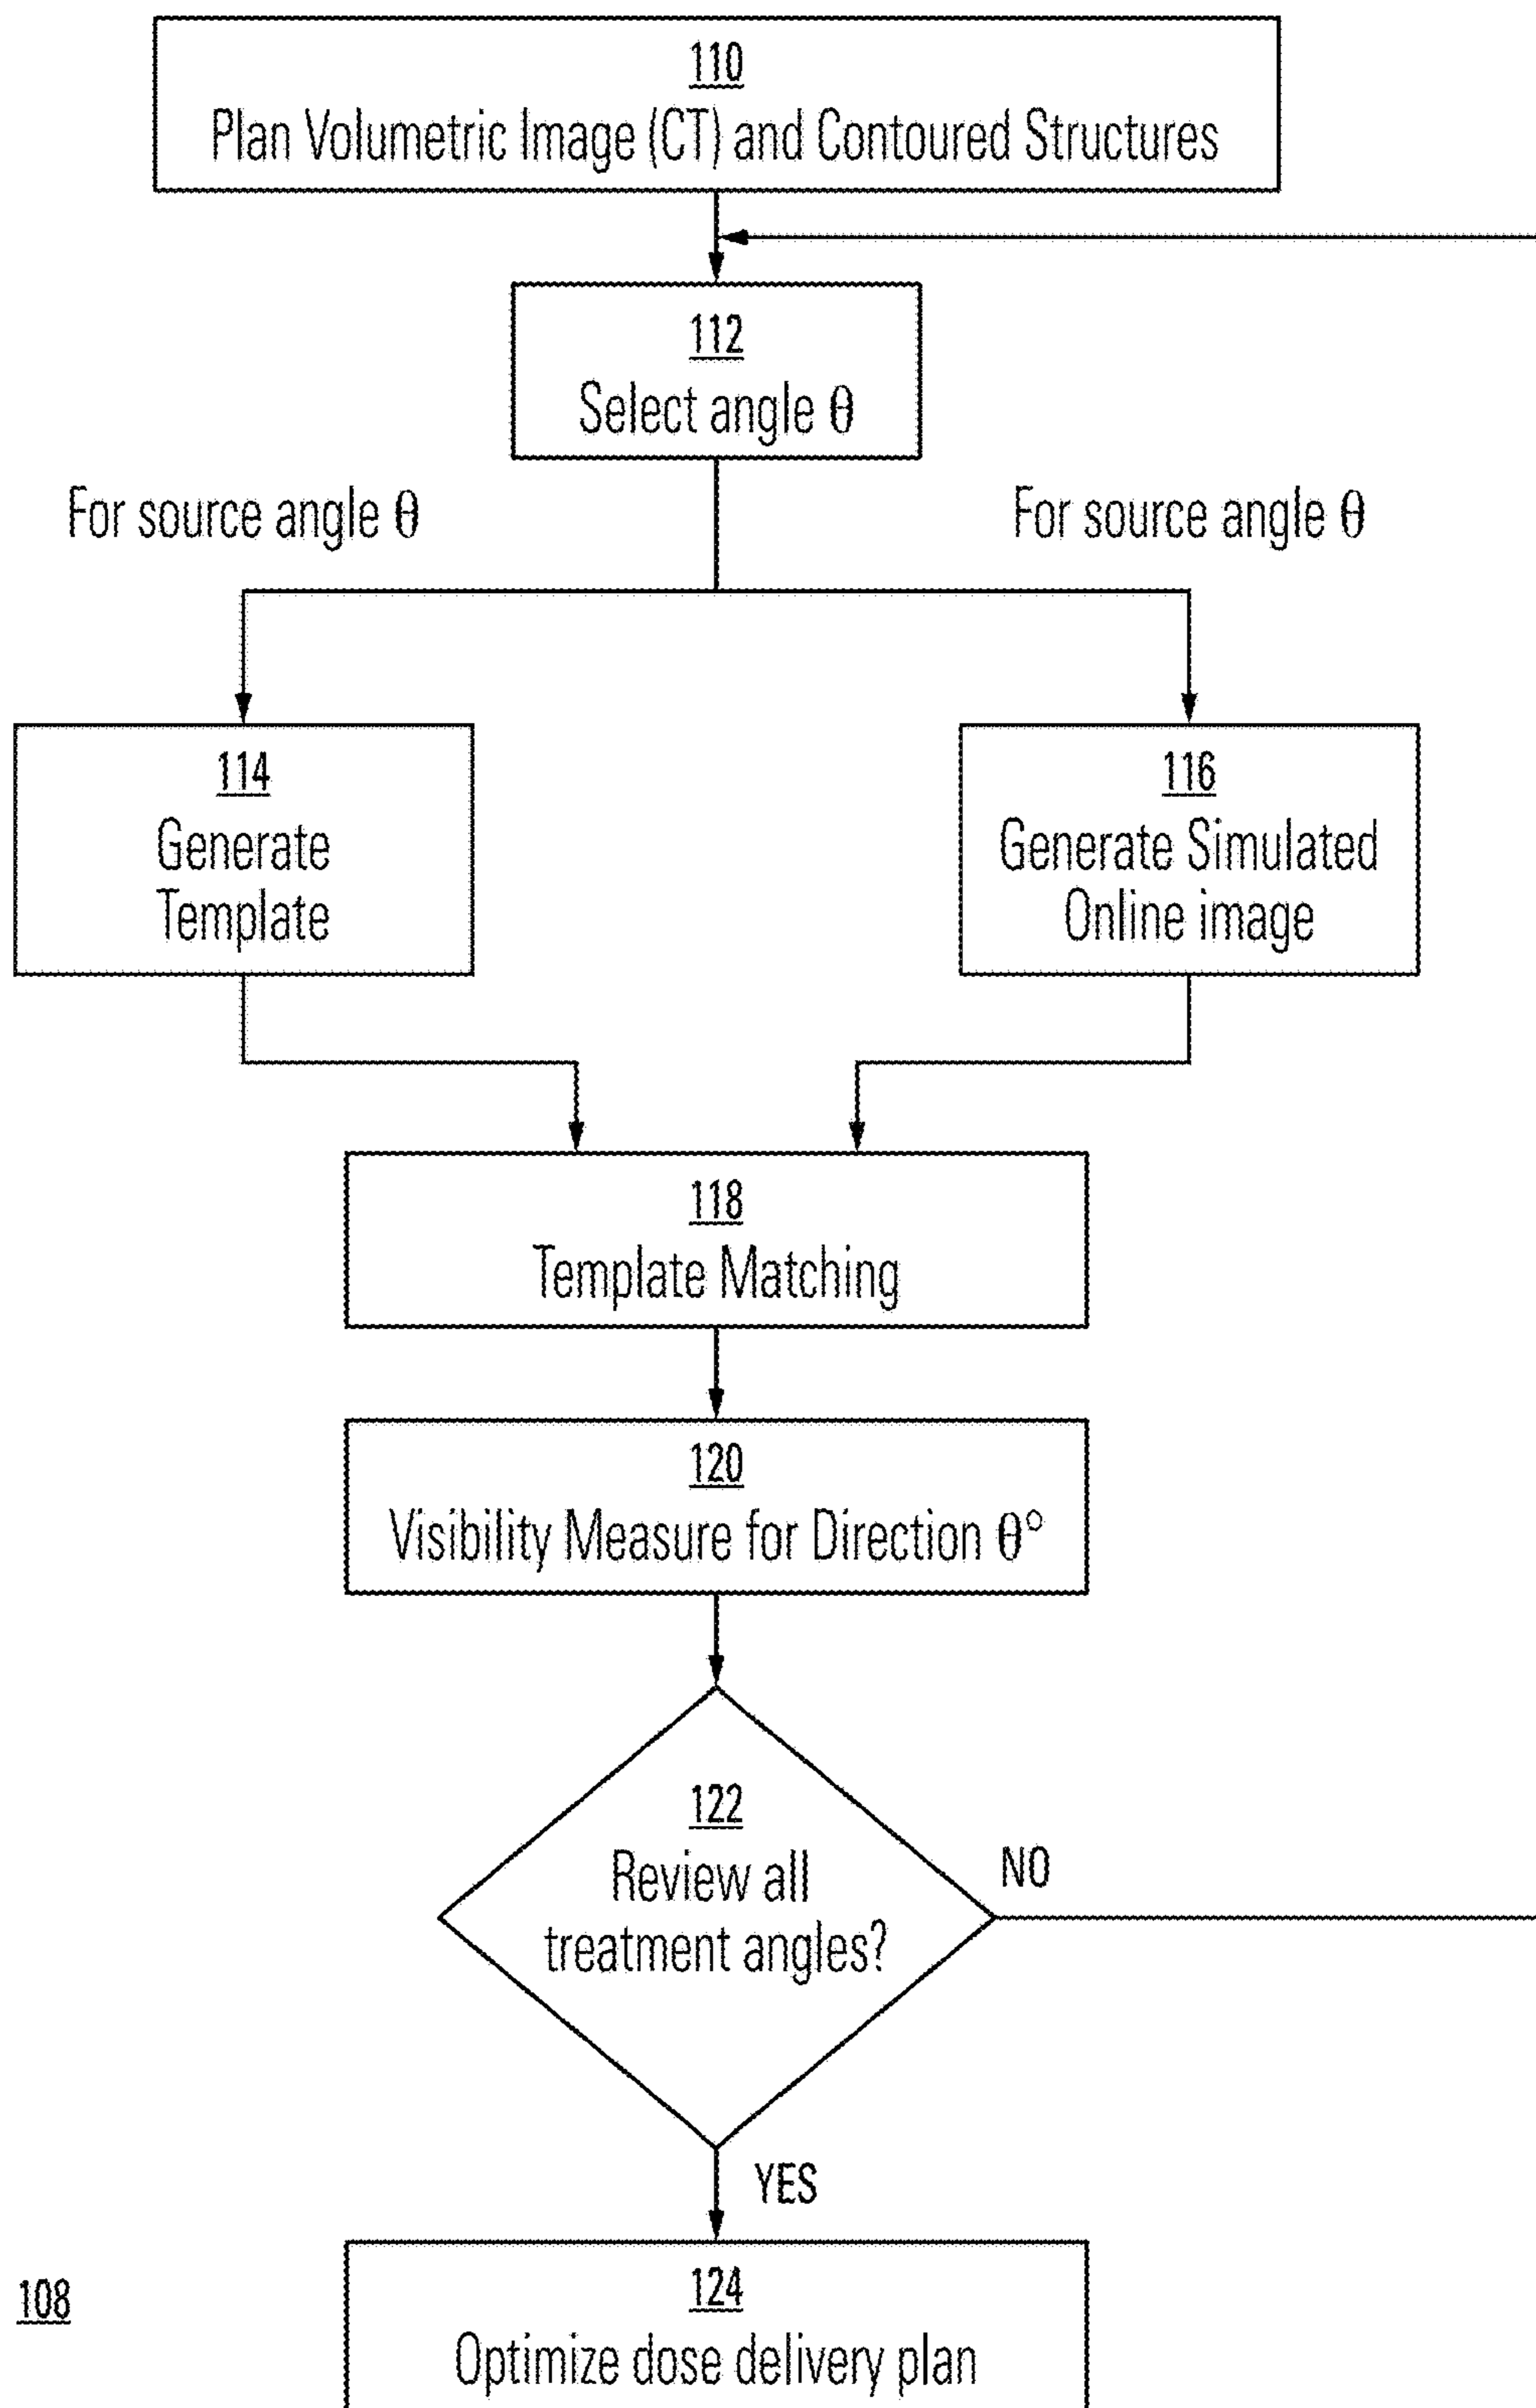 110
Plan Volumetric Image (CT) and Contoured Structures
112
Select angle θ
For source angle θ
For source angle θ
114
Generate
Template
116
Generate Simulated
Online image
118
Template Matching
120
Visibility Measure for Direction θ°
122
Review all
treatment angles?
NO
YES
124
Optimize dose delivery plan
108